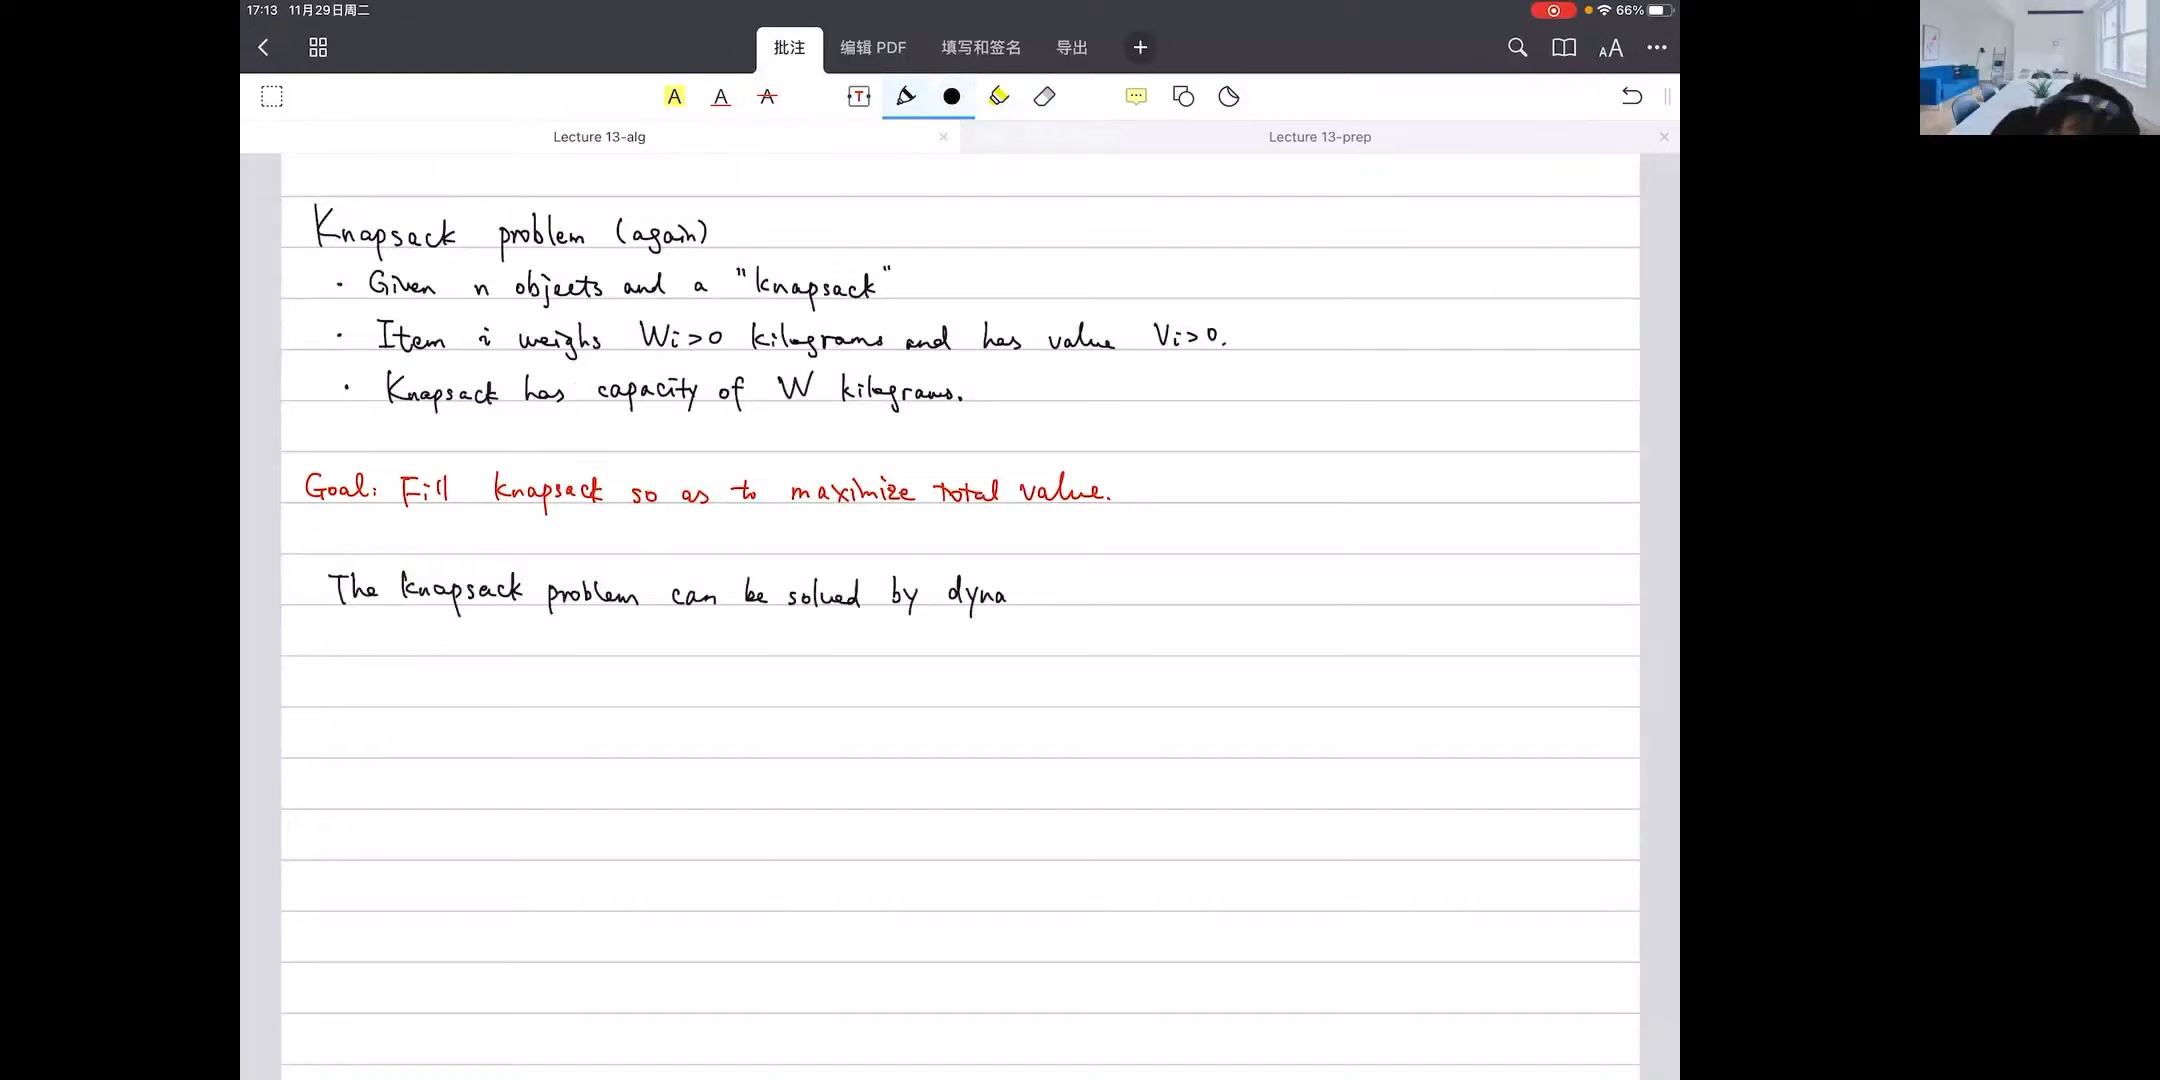 17:13 11月29日周二
66%
批注 编辑 PDF 填写和签名 导出
Lecture 13-alg
Lecture 13-prep
Knapsack problem (again)
· Given n objects and a "knapsack"
· Item i weighs Wi>0 kilograms and has value Vi>0.
· Knapsack has capacity of W kilograms.
Goal: Fill knapsack so as to maximize total value.
The knapsack problem can be solved by dyna